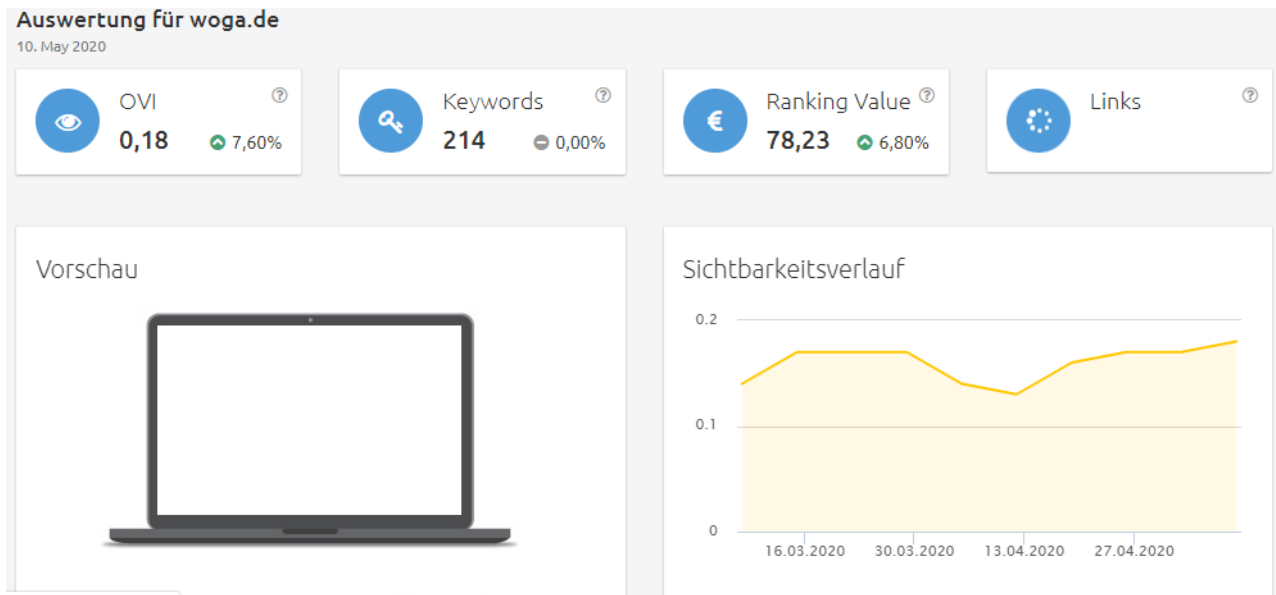 Auswertung für woga.de
10. May 2020
OVI
0,18 7,60%
Keywords
214 0,00%
Ranking Value
€
78,23 6,80%
Links
Vorschau
Sichtbarkeitsverlauf
0.2
0.1
0
16.03.2020 30.03.2020 13.04.2020 27.04.2020